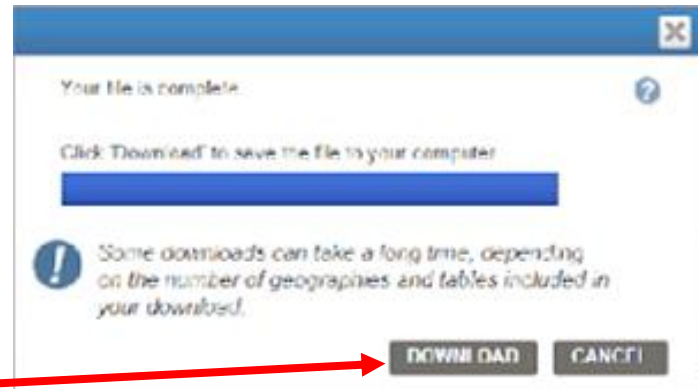 Your file is complete.
Click 'Download' to save the file to your computer
Some downloads can take a long time, depending
on the number of geographies and tables included in
your download.
DOWNLOAD CANCEL